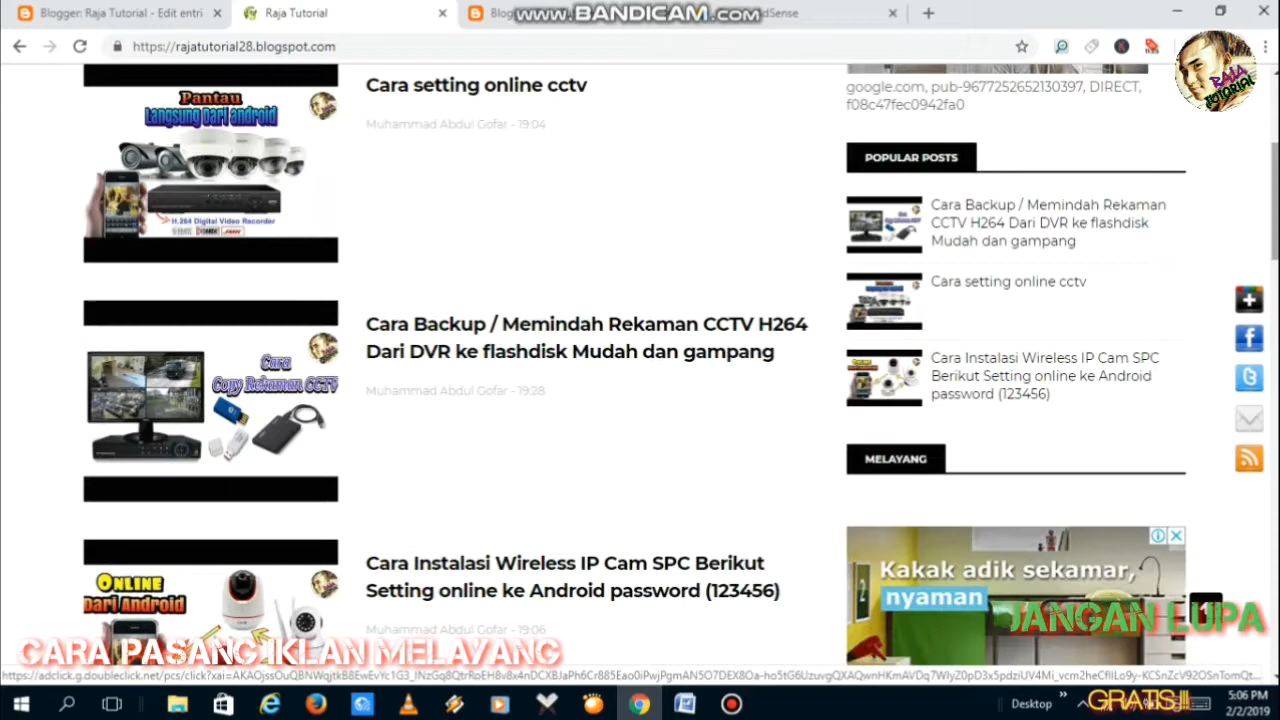 Blogger: Raja Tutorial - Edit entri
Raja Tutorial
www.BANDICAM.com
dSense
https://rajatutorial28.blogspot.com
RAJA
TUTORIAL
Pantau
Langsung Dari android
H.264 Digital Video Recorder
Cara setting online cctv
Muhammad Abdul Gofar - 19:04
Cara
Copy Rekaman CCTV
Cara Backup / Memindah Rekaman CCTV H264
Dari DVR ke flashdisk Mudah dan gampang
Muhammad Abdul Gofar - 19:28
Online
Dari Android
Cara Instalasi Wireless IP Cam SPC Berikut
Setting online ke Android password (123456)
Muhammad Abdul Gofar - 19:06
google.com, pub-9677252652130397, DIRECT,
f08c47fec0942fa0
POPULAR POSTS
Cara Backup / Memindah Rekaman
CCTV H264 Dari DVR ke flashdisk
Mudah dan gampang
Cara setting online cctv
Cara Instalasi Wireless IP Cam SPC
Berikut Setting online ke Android
password (123456)
MELAYANG
Kakak adik sekamar,
nyaman
JANGAN LUPA
CARA PASANG IKLAN MELAYANG
Desktop
GRATIS!!!
5:06 PM
2/2/2019